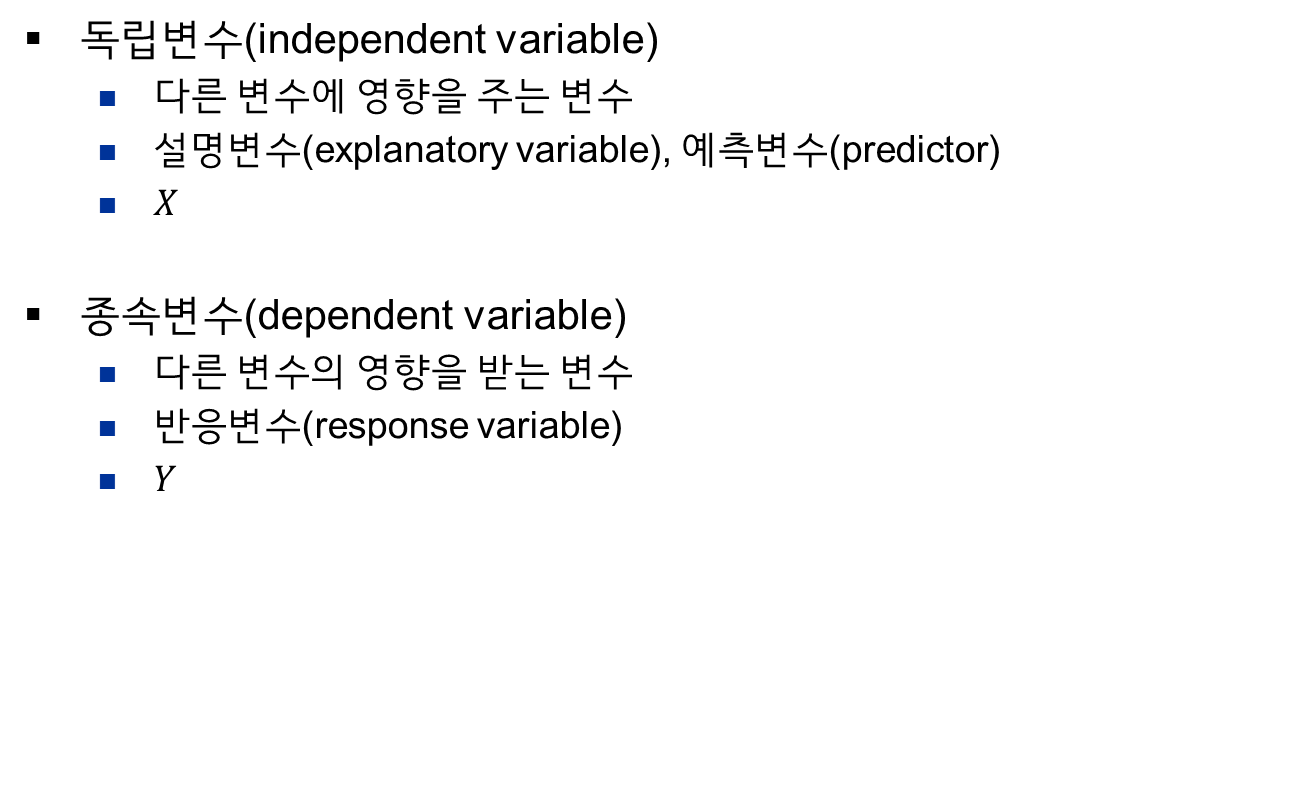 ▪ 독립변수(independent variable)
■ 다른 변수에 영향을 주는 변수
■ 설명변수(explanatory variable), 예측변수(predictor)
■ X
▪ 종속변수(dependent variable)
■ 다른 변수의 영향을 받는 변수
■ 반응변수(response variable)
■ Y